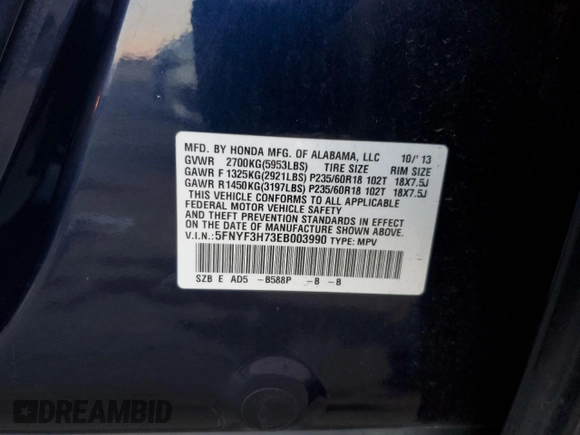 MFD. BY HONDA MFG. OF ALABAMA, LLC 10/'13
GVWR 2700KG(5953LBS) TIRE SIZE RIM SIZE
GAWR F 1325KG(2921LBS) P235/60R18 102T 18X7.5J
GAWR R1450KG(3197LBS) P235/60R18 102T 18X7.5J
THIS VEHICLE CONFORMS TO ALL APPLICABLE
FEDERAL MOTOR VEHICLE SAFETY
AND THEFT PREVENTION STANDARDS IN EFFECT
ON THE DATE OF MANUFACTURE SHOWN ABOVE.
V.I.N.:5FNYF3H73EB003990 TYPE: MPV
SZB E AD5 -B588P -B -B
DREAMBID